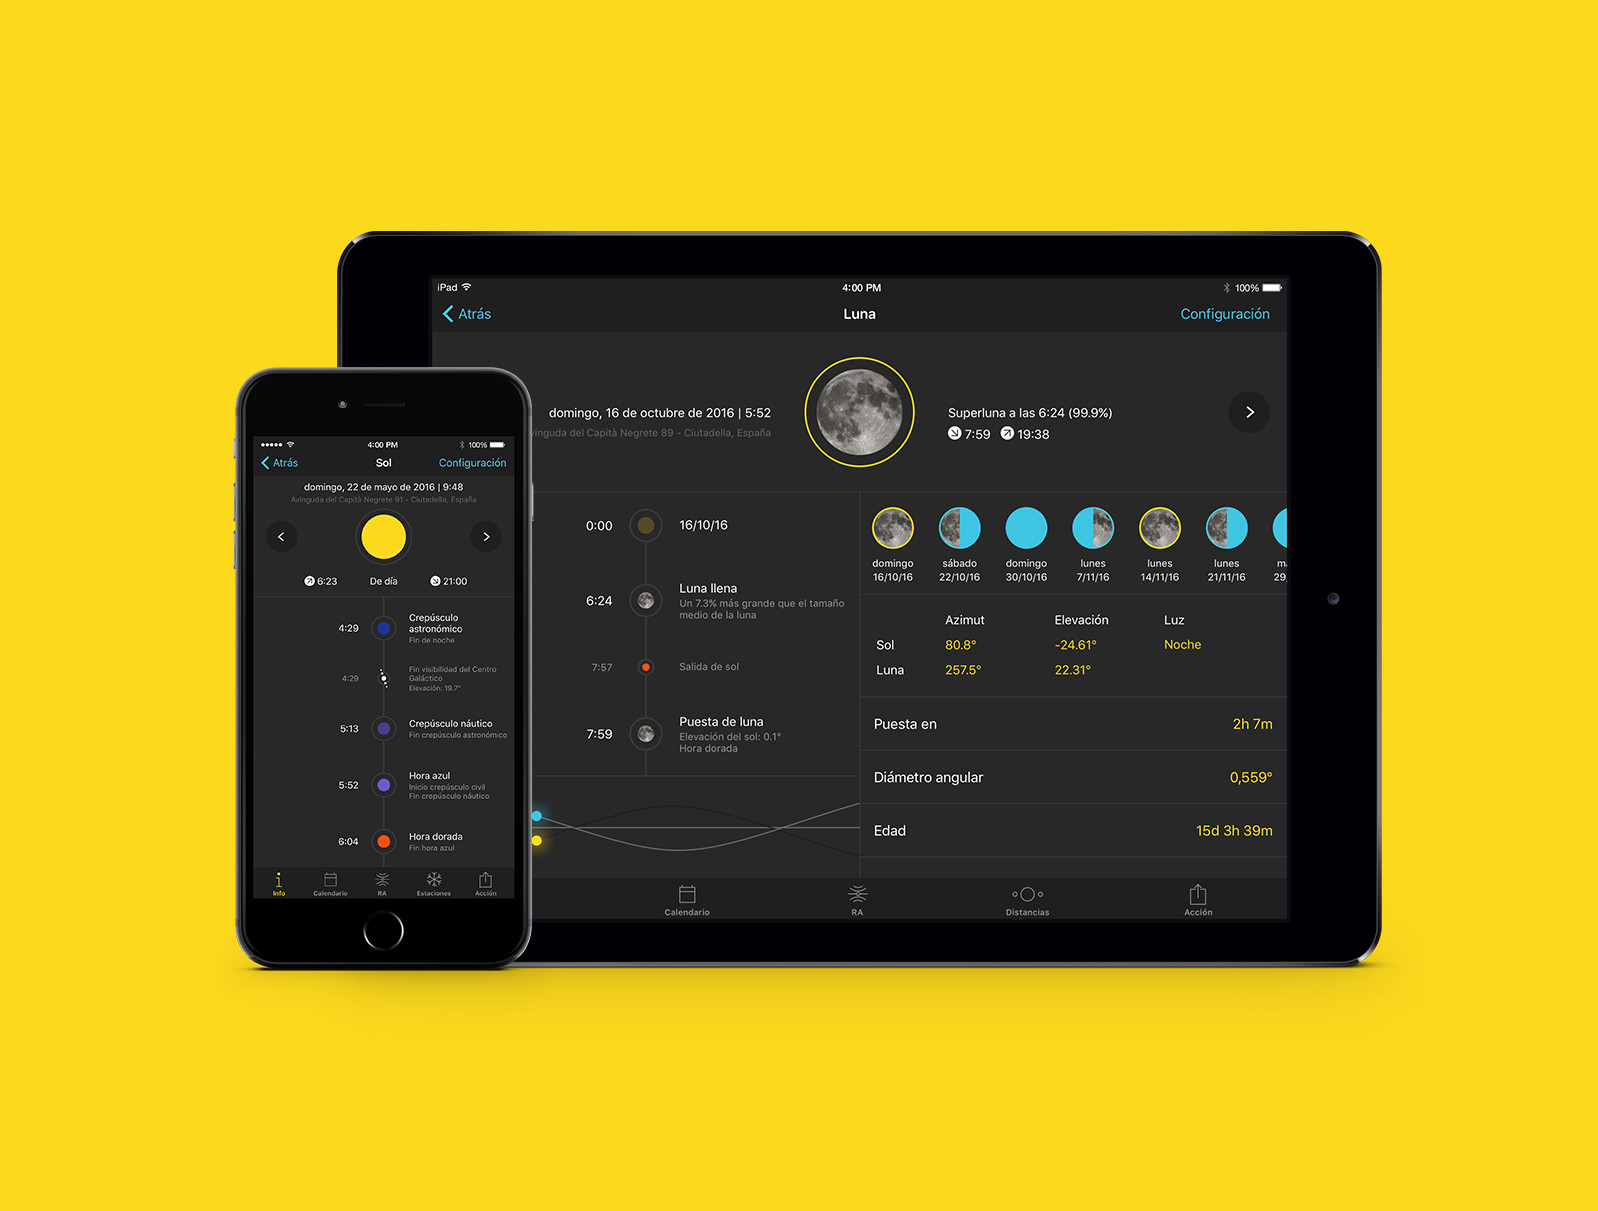 iPad
4:00 PM
100%
Atrás
Luna
Configuración
domingo, 16 de octubre de 2016 | 5:52
del Capità Negrete 89 - Ciutadella, España
Superluna a las 6:24 (99.9%)
7:59 19:38
0:00 16/10/16
6:24 Luna llena
Un 7.3% más grande que el tamaño
medio de la luna
7:57 Salida de sol
7:59 Puesta de luna
Elevación del sol: 0.1°
Hora dorada
domingo sábado domingo lunes lunes lunes
16/10/16 22/10/16 30/10/16 7/11/16 14/11/16 21/11/16
Azimut Elevación Luz
Sol 80.8° -24.61° Noche
Luna 257.5° 22.31°
Puesta en 2h 7m
Diámetro angular 0,559°
Edad 15d 3h 39m
Calendario RA Distancias Acción
4:00 PM
100%
Atrás
Sol
Configuración
domingo, 22 de mayo de 2016 | 9:48
Avinguda del Capità Negrete 91 - Ciutadella, España
6:23 De día 21:00
4:29 Crepúsculo
astronómico
Fin de noche
4:29 Fin visibilidad del Centro
Galáctico
Elevación: 19.7°
5:13 Crepúsculo náutico
Fin crepúsculo astronómico
5:52 Hora azul
Inicio crepúsculo civil
Fin crepúsculo náutico
6:04 Hora dorada
Fin hora azul
Info Calendario RA Estaciones Acción